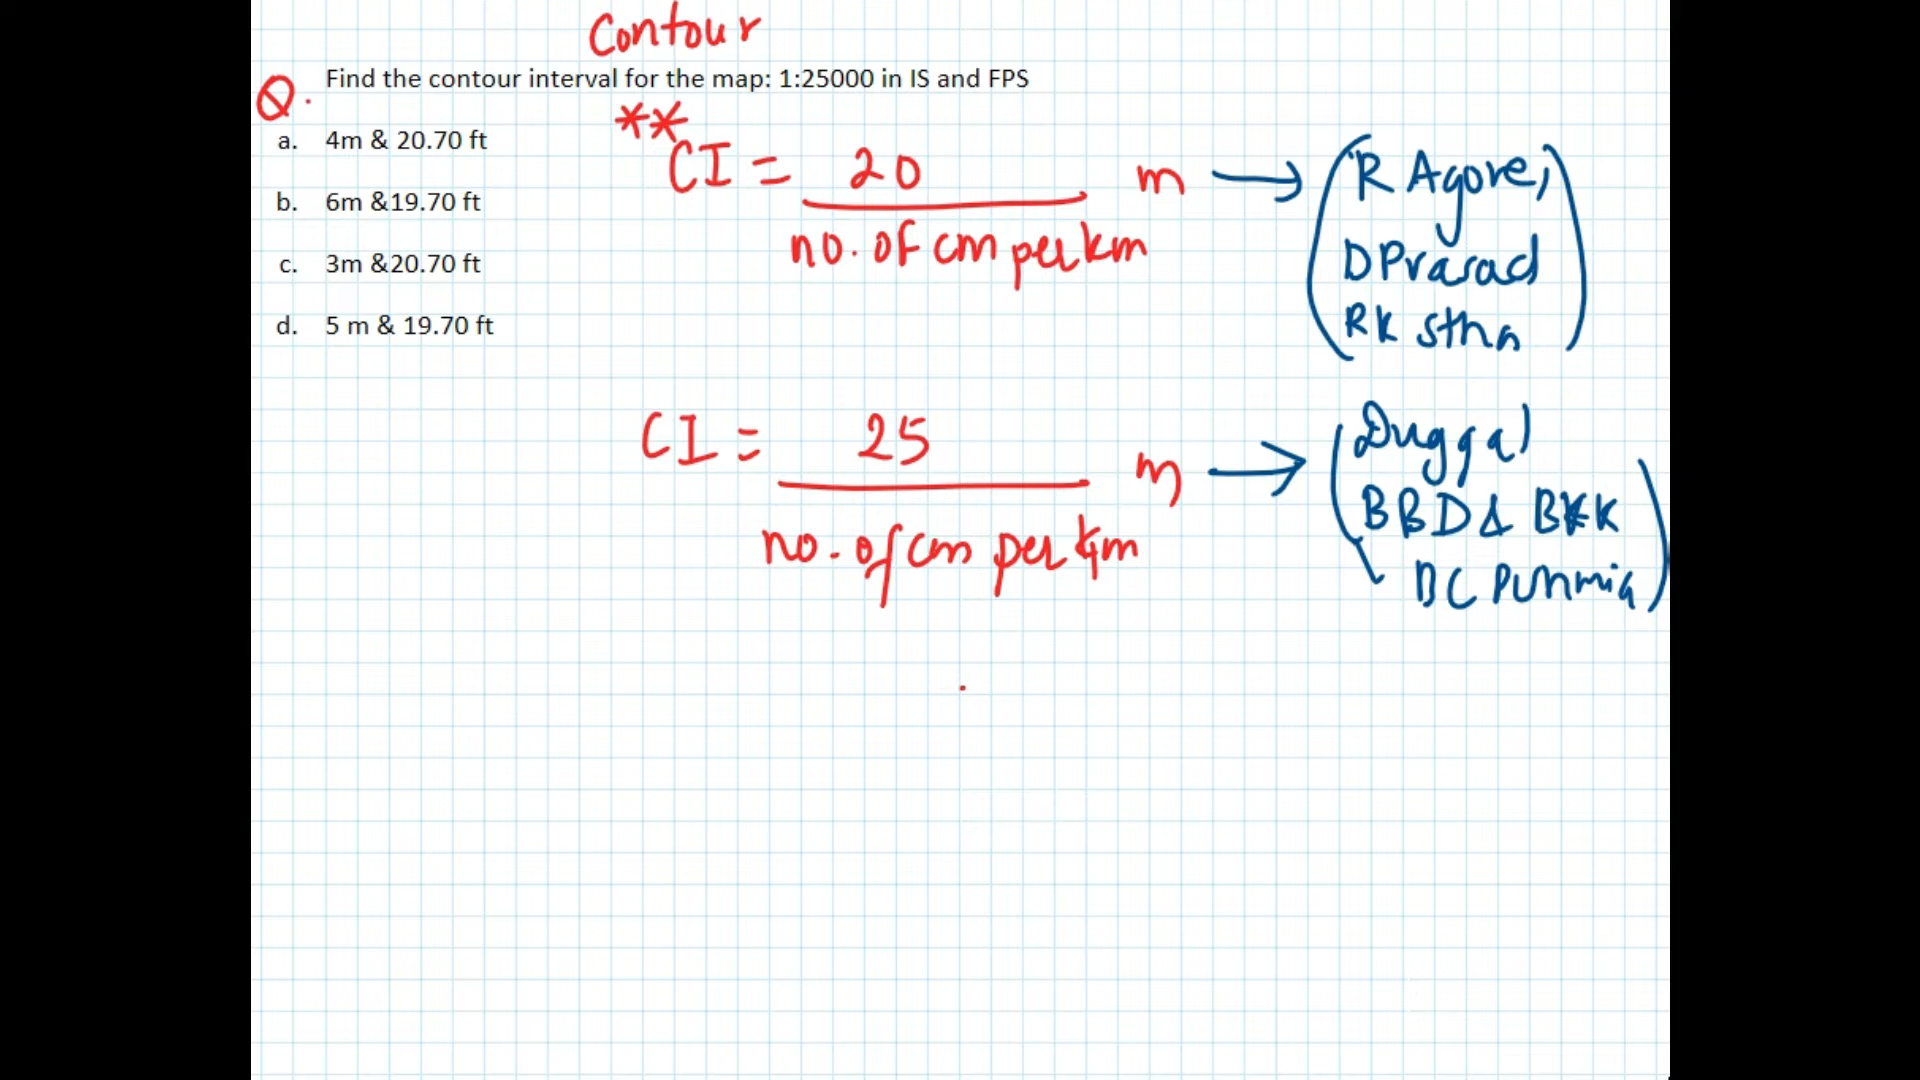 Contour
Q. Find the contour interval for the map: 1:25000 in IS and FPS
a. 4m & 20.70 ft
b. 6m &19.70 ft
c. 3m &20.70 ft
d. 5 m & 19.70 ft
**
CI = 20 / no. of cm per km m → (R Agore,
D Prasad
RK stha)
CI = 25 / no. of cm per km m → (Duggal
BBD & BKK
BC Punmia)